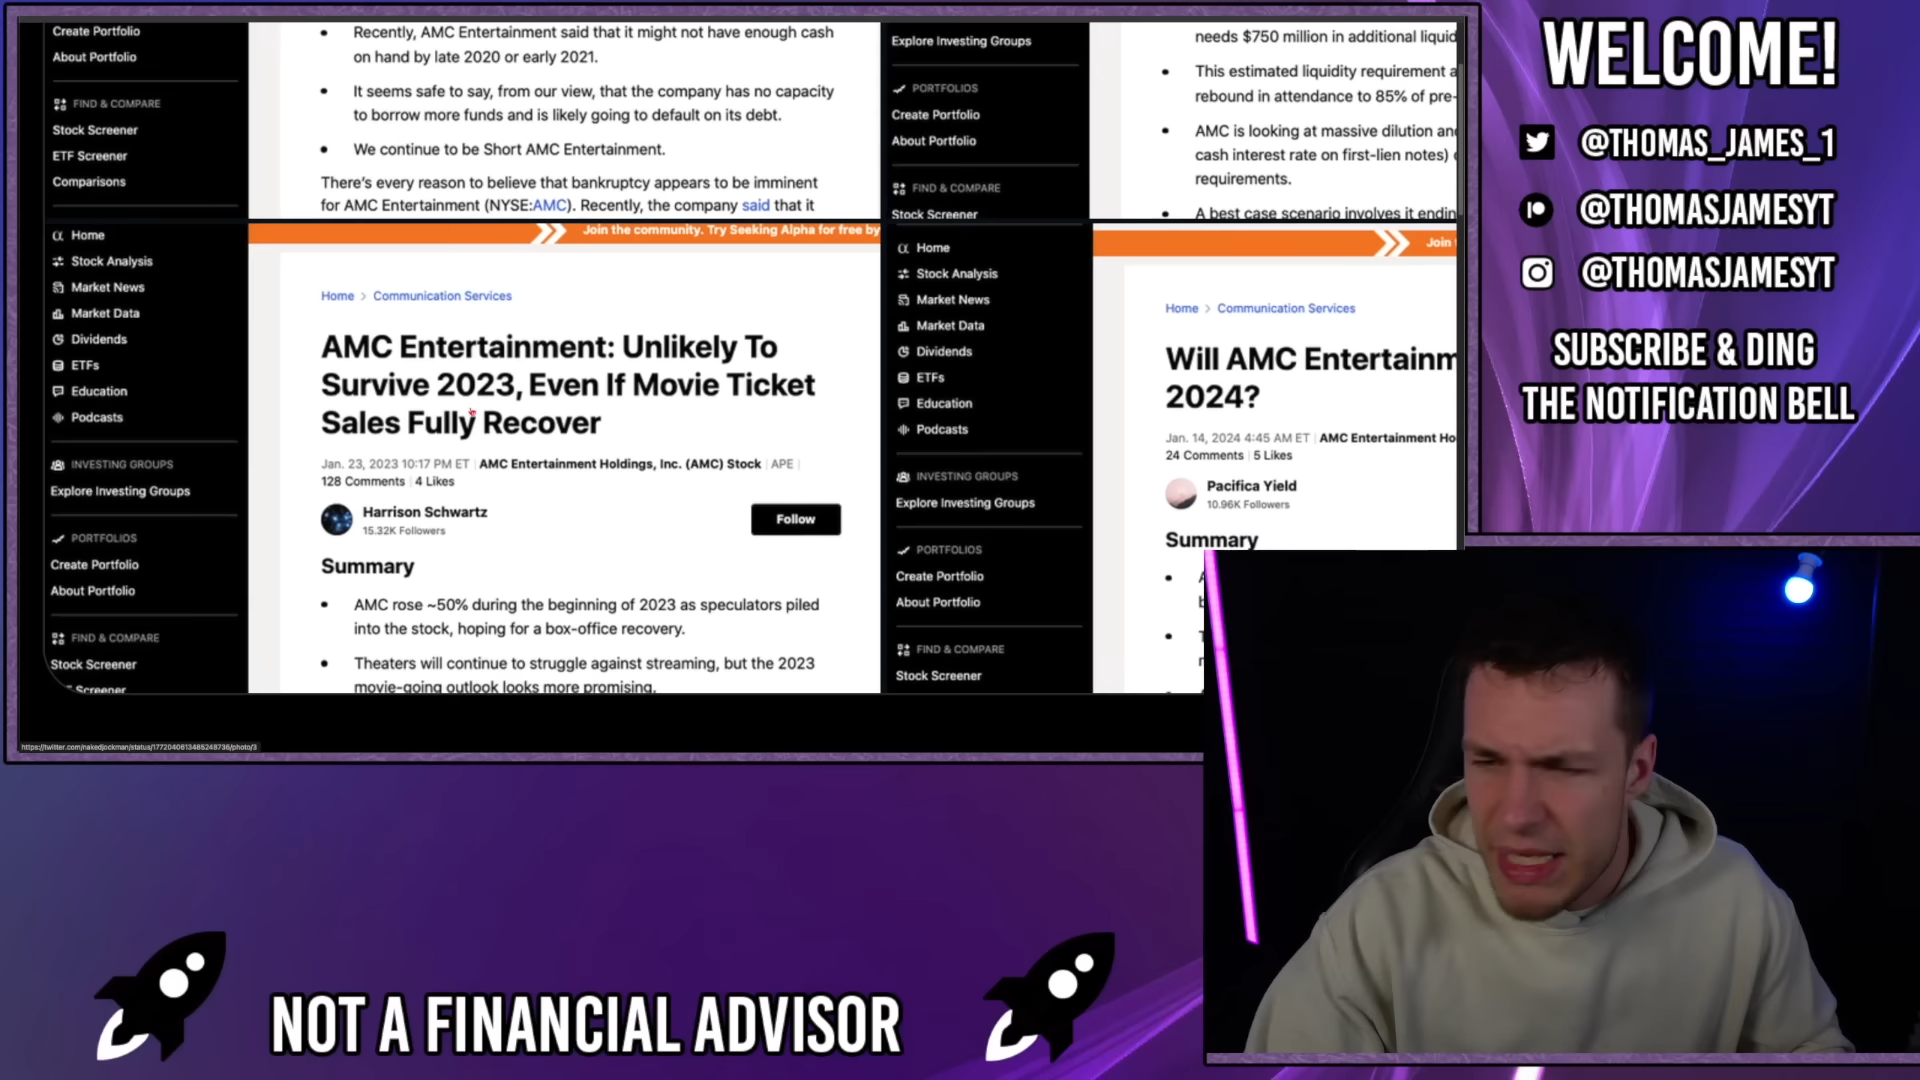 Create Portfolio
About Portfolio
FIND & COMPARE
Stock Screener
ETF Screener
Comparisons
Recently, AMC Entertainment said that it might not have enough cash
on hand by late 2020 or early 2021.
It seems safe to say, from our view, that the company has no capacity
to borrow more funds and is likely going to default on its debt.
We continue to be Short AMC Entertainment.
There's every reason to believe that bankruptcy appears to be imminent
for AMC Entertainment (NYSE:AMC). Recently, the company said that it
Explore Investing Groups
PORTFOLIOS
Create Portfolio
About Portfolio
FIND & COMPARE
Stock Screener
needs $750 million in additional liquid
This estimated liquidity requirement a
rebound in attendance to 85% of pre-
AMC is looking at massive dilution an
cash interest rate on first-lien notes)
requirements.
A best case scenario involves it endin
Home
Stock Analysis
Market News
Market Data
Dividends
ETFs
Education
Podcasts
INVESTING GROUPS
Explore Investing Groups
PORTFOLIOS
Create Portfolio
About Portfolio
FIND & COMPARE
Stock Screener
Screener
Join the community. Try Seeking Alpha for free by
Home > Communication Services
AMC Entertainment: Unlikely To
Survive 2023, Even If Movie Ticket
Sales Fully Recover
Jan. 23, 2023 10:17 PM ET | AMC Entertainment Holdings, Inc. (AMC) Stock | APE |
128 Comments | 4 Likes
Harrison Schwartz
15.32K Followers
Follow
Summary
AMC rose ~50% during the beginning of 2023 as speculators piled
into the stock, hoping for a box-office recovery.
Theaters will continue to struggle against streaming, but the 2023
movie-going outlook looks more promising.
Home
Stock Analysis
Market News
Market Data
Dividends
ETFs
Education
Podcasts
INVESTING GROUPS
Explore Investing Groups
PORTFOLIOS
Create Portfolio
About Portfolio
FIND & COMPARE
Stock Screener
Join
Home > Communication Services
Will AMC Entertainm
2024?
Jan. 14, 2024 4:45 AM ET | AMC Entertainment Ho
24 Comments | 5 Likes
Pacifica Yield
10.96K Followers
Summary
https://twitter.com/nakedjockman/status/1772040613485248736/photo/3
WELCOME!
@THOMAS_JAMES_1
@THOMASJAMESYT
@THOMASJAMESYT
SUBSCRIBE & DING
THE NOTIFICATION BELL
NOT A FINANCIAL ADVISOR